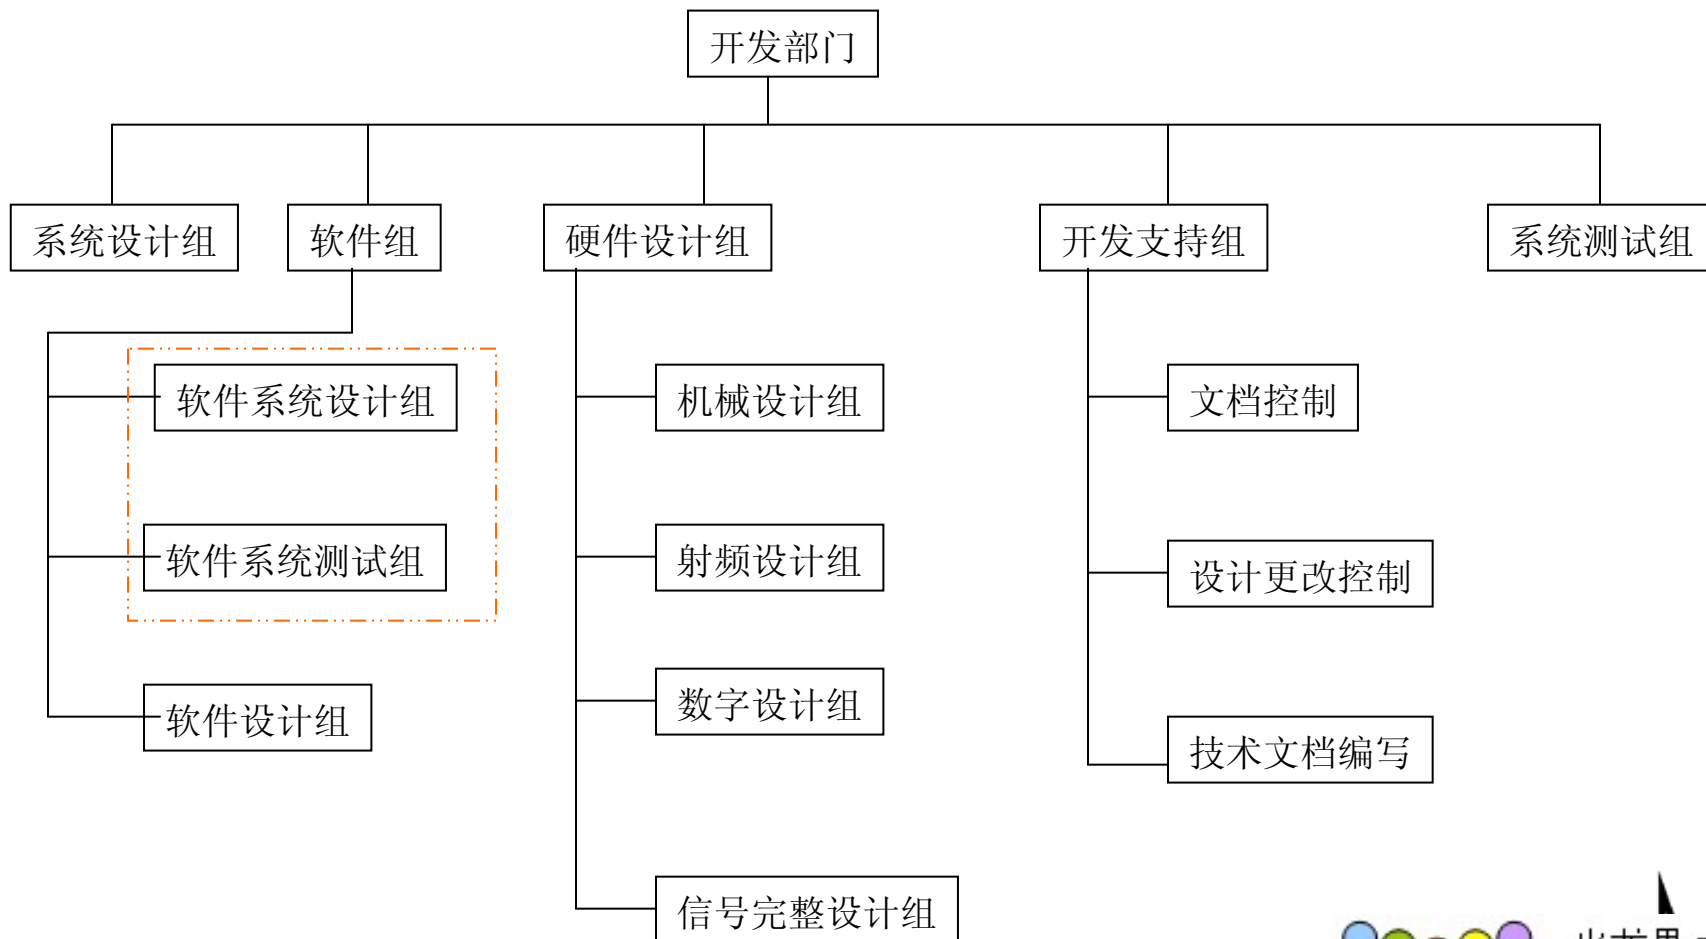 开发部门
系统设计组
软件组
硬件设计组
开发支持组
系统测试组
软件系统设计组
机械设计组
文档控制
软件系统测试组
射频设计组
设计更改控制
软件设计组
数字设计组
技术文档编写
信号完整设计组